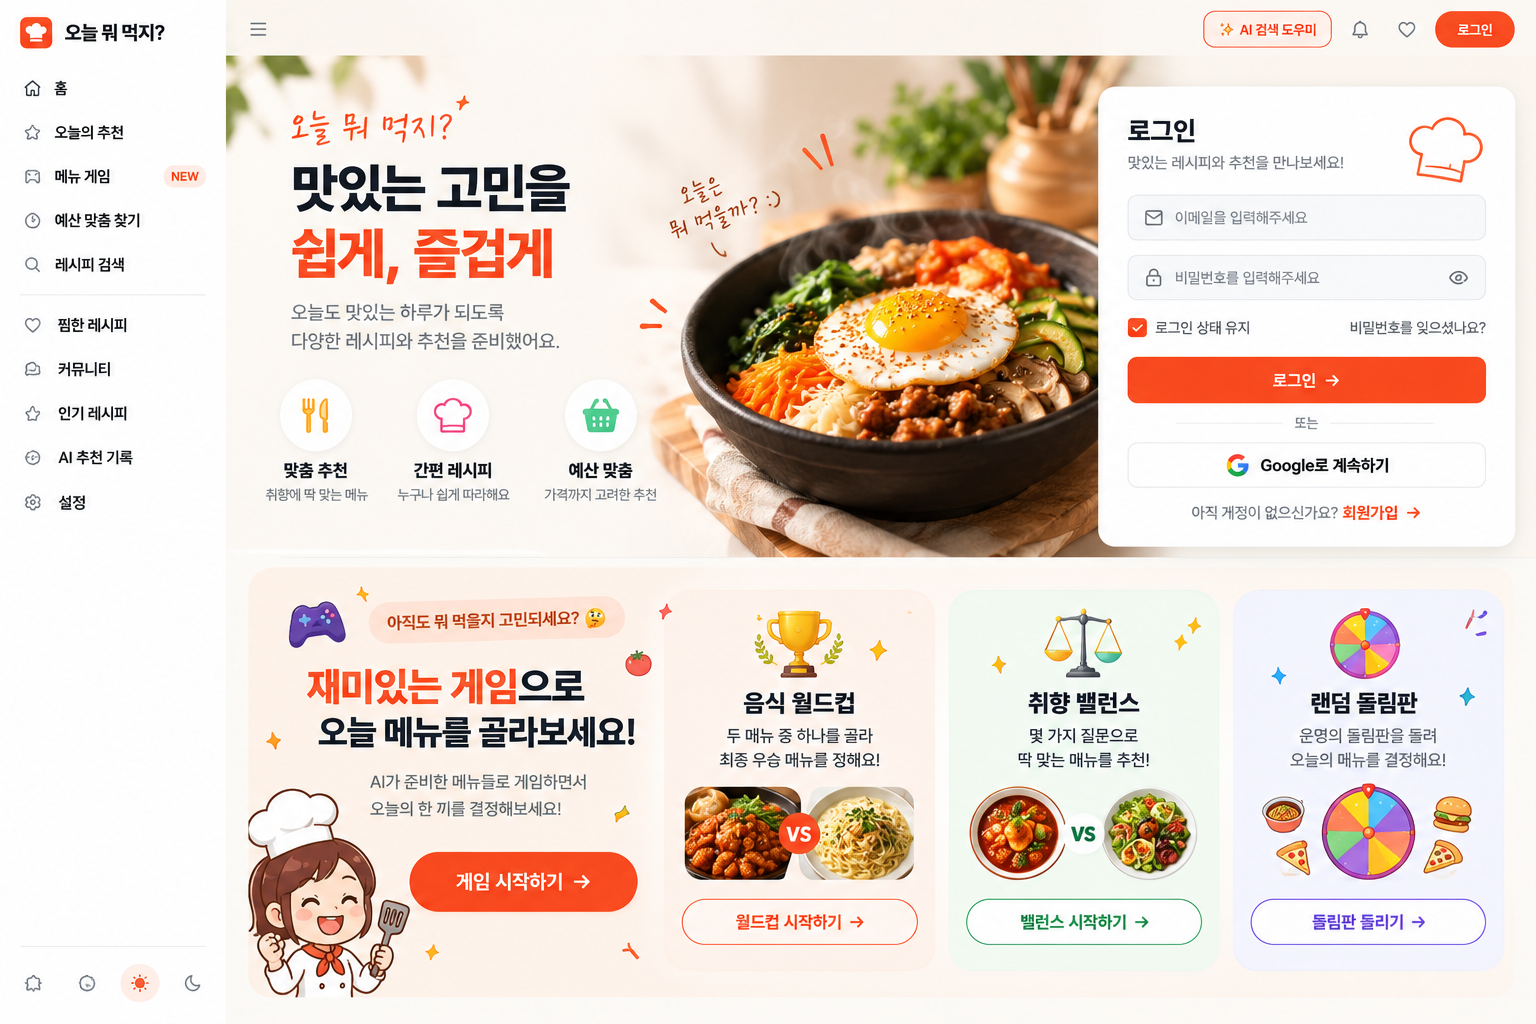 오늘 뭐 먹지?
홈
오늘의 추천
메뉴 게임 NEW
예산 맞춤 찾기
레시피 검색
찜한 레시피
커뮤니티
인기 레시피
AI 추천 기록
설정
AI 검색 도우미
로그인
오늘 뭐 먹지?
맛있는 고민을
쉽게, 즐겁게
오늘도 맛있는 하루가 되도록
다양한 레시피와 추천을 준비했어요.
맞춤 추천
취향에 딱 맞는 메뉴
간편 레시피
누구나 쉽게 따라해요
예산 맞춤
가격까지 고려한 추천
오늘은
뭐 먹을까? :)
로그인
맛있는 레시피와 추천을 만나보세요!
이메일을 입력해주세요
비밀번호를 입력해주세요
로그인 상태 유지
비밀번호를 잊으셨나요?
로그인 →
또는
Google로 계속하기
아직 게정이 없으신가요? 회원가입 →
아직도 뭐 먹을지 고민되세요? 🤔
재미있는 게임으로
오늘 메뉴를 골라보세요!
AI가 준비한 메뉴들로 게임하면서
오늘의 한 끼를 결정해보세요!
게임 시작하기 →
음식 월드컵
두 메뉴 중 하나를 골라
최종 우승 메뉴를 정해요!
VS
월드컵 시작하기 →
취향 밸런스
몇 가지 질문으로
딱 맞는 메뉴를 추천!
VS
밸런스 시작하기 →
랜덤 돌림판
운명의 돌림판을 돌려
오늘의 메뉴를 결정해요!
돌림판 돌리기 →